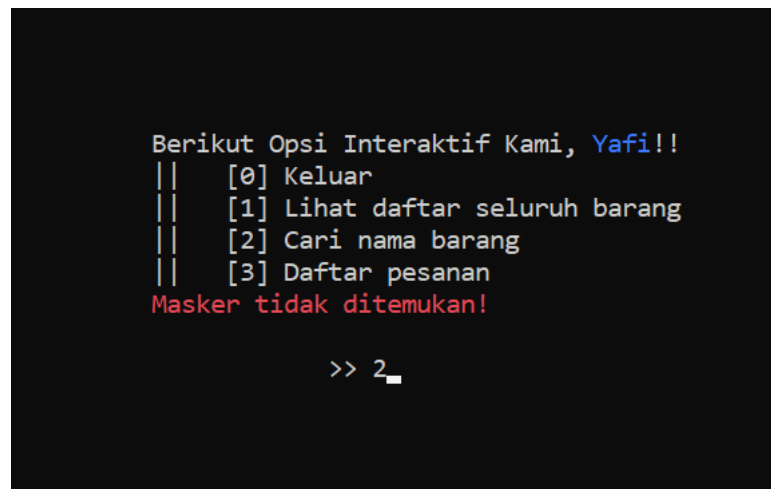 Berikut Opsi Interaktif Kami, Yafi!!
||   [0] Keluar
||   [1] Lihat daftar seluruh barang
||   [2] Cari nama barang
||   [3] Daftar pesanan
Masker tidak ditemukan!
>> 2_